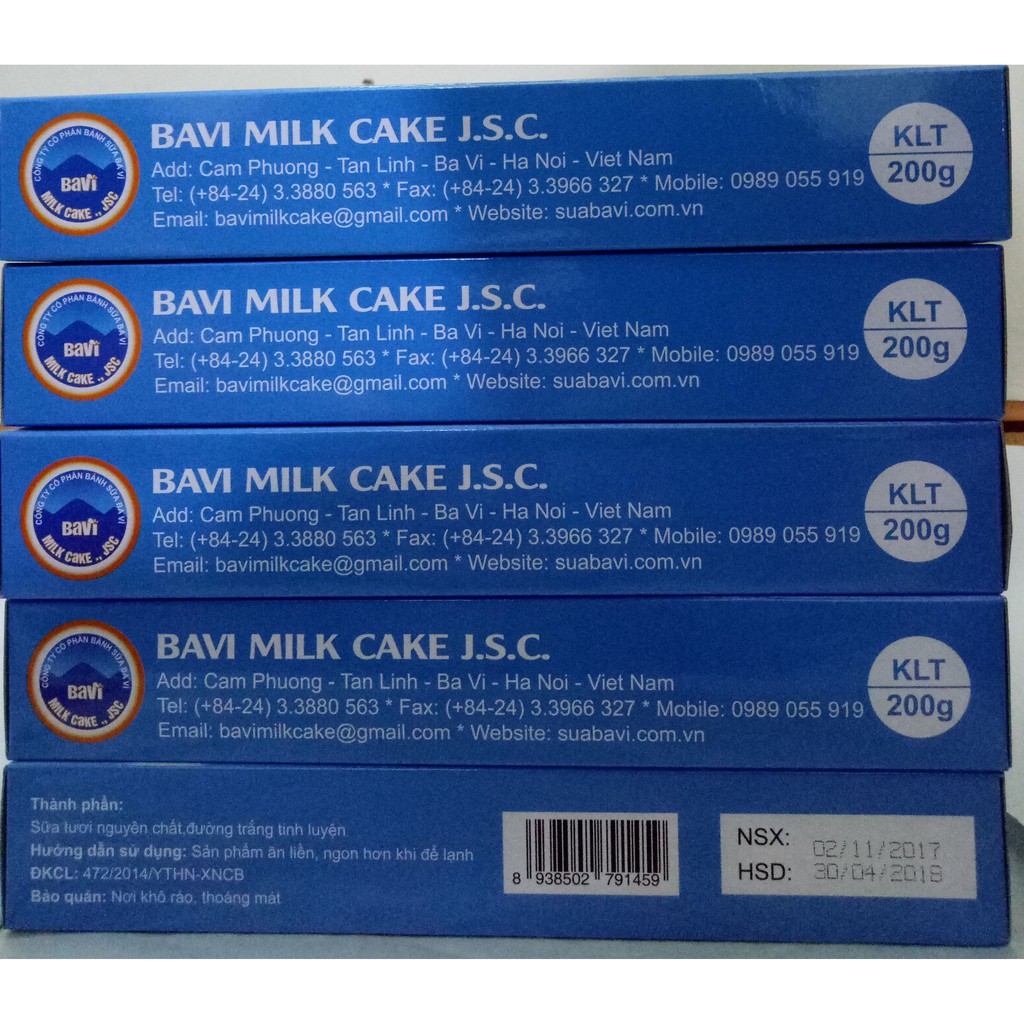 CÔNG TY CỔ PHẦN BÁNH SỮA BA VÌ
BaVì
MILK CaKE ., JSC
BAVI MILK CAKE J.S.C.
Add: Cam Phuong - Tan Linh - Ba Vi - Ha Noi - Viet Nam
Tel: (+84-24) 3.3880 563 * Fax: (+84-24) 3.3966 327 * Mobile: 0989 055 919
Email: bavimilkcake@gmail.com * Website: suabavi.com.vn
KLT
200g
CÔNG TY CỔ PHẦN BÁNH SỮA BA VÌ
BaVì
MILK CaKE ., JSC
BAVI MILK CAKE J.S.C.
Add: Cam Phuong - Tan Linh - Ba Vi - Ha Noi - Viet Nam
Tel: (+84-24) 3.3880 563 * Fax: (+84-24) 3.3966 327 * Mobile: 0989 055 919
Email: bavimilkcake@gmail.com * Website: suabavi.com.vn
KLT
200g
CÔNG TY CỔ PHẦN BÁNH SỮA BA VÌ
BaVì
MILK CaKE ., JSC
BAVI MILK CAKE J.S.C.
Add: Cam Phuong - Tan Linh - Ba Vi - Ha Noi - Viet Nam
Tel: (+84-24) 3.3880 563 * Fax: (+84-24) 3.3966 327 * Mobile: 0989 055 919
Email: bavimilkcake@gmail.com * Website: suabavi.com.vn
KLT
200g
CÔNG TY CỔ PHẦN BÁNH SỮA BA VÌ
BaVì
MILK CaKE ., JSC
BAVI MILK CAKE J.S.C.
Add: Cam Phuong - Tan Linh - Ba Vi - Ha Noi - Viet Nam
Tel: (+84-24) 3.3880 563 * Fax: (+84-24) 3.3966 327 * Mobile: 0989 055 919
Email: bavimilkcake@gmail.com * Website: suabavi.com.vn
KLT
200g
Thành phần:
Sữa tươi nguyên chất,đường trắng tinh luyện
Hướng dẫn sử dụng: Sản phẩm ăn liền, ngon hơn khi để lạnh
ĐKCL: 472/2014/YTHN-XNCB
Bảo quản: Nơi khô ráo, thoáng mát
8 938502 791459
NSX: 02/11/2017
HSD: 30/04/2018